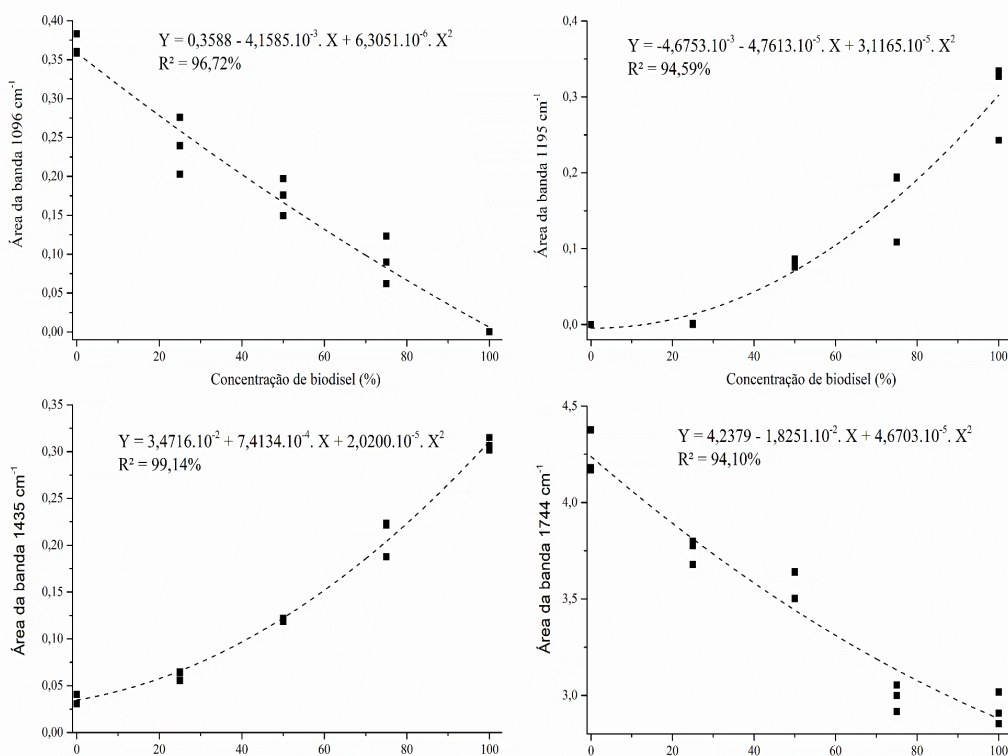 0,40
0,35
0,30
0,25
0,20
0,15
0,10
0,05
0,00
Área da banda 1096 cm⁻¹
Y = 0,3588 - 4,1585.10⁻³. X + 6,3051.10⁻⁶. X²
R² = 96,72%
0 20 40 60 80 100
Concentração de biodisel (%)
0,4
0,3
0,2
0,1
0,0
Área da banda 1195 cm⁻¹
Y = -4,6753.10⁻³ - 4,7613.10⁻⁵. X + 3,1165.10⁻⁵. X²
R² = 94,59%
0 20 40 60 80 100
Concentração de biodisel (%)
0,35
0,30
0,25
0,20
0,15
0,10
0,05
0,00
Área da banda 1435 cm⁻¹
Y = 3,4716.10⁻² + 7,4134.10⁻⁴. X + 2,0200.10⁻⁵. X²
R² = 99,14%
0 20 40 60 80 100
4,5
4,0
3,5
3,0
Área da banda 1744 cm⁻¹
Y = 4,2379 - 1,8251.10⁻². X + 4,6703.10⁻⁵. X²
R² = 94,10%
0 20 40 60 80 100